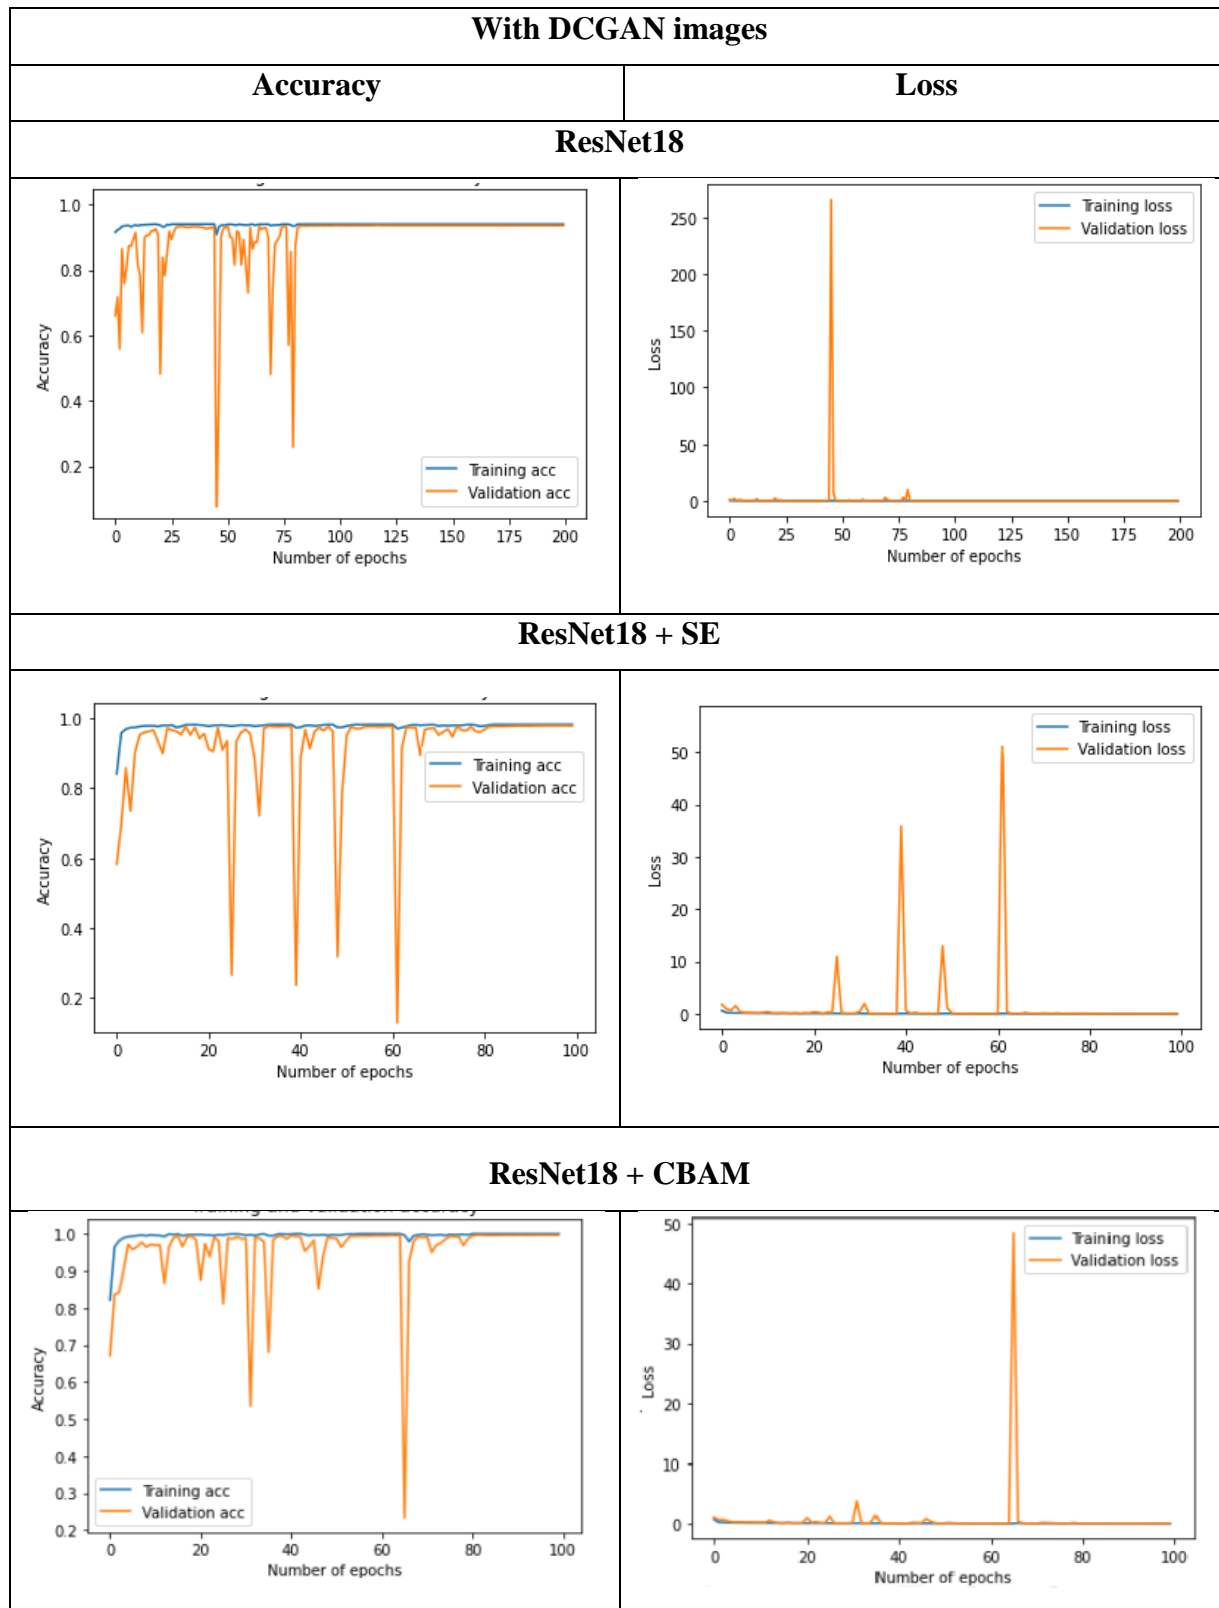 With DCGAN images
Accuracy Loss
ResNet18
1.0
0.8
0.6
0.4
0.2
Accuracy
Training acc
Validation acc
0 25 50 75 100 125 150 175 200
Number of epochs
250
200
150
100
50
0
Loss
Training loss
Validation loss
0 25 50 75 100 125 150 175 200
Number of epochs
ResNet18 + SE
1.0
0.8
0.6
0.4
0.2
Accuracy
Training acc
Validation acc
0 20 40 60 80 100
Number of epochs
50
40
30
20
10
0
Loss
Training loss
Validation loss
0 20 40 60 80 100
Number of epochs
ResNet18 + CBAM
Training and validation accuracy
1.0
0.9
0.8
0.7
0.6
0.5
0.4
0.3
0.2
Accuracy
Training acc
Validation acc
0 20 40 60 80 100
Number of epochs
50
40
30
20
10
0
Loss
Training loss
Validation loss
0 20 40 60 80 100
Number of epochs